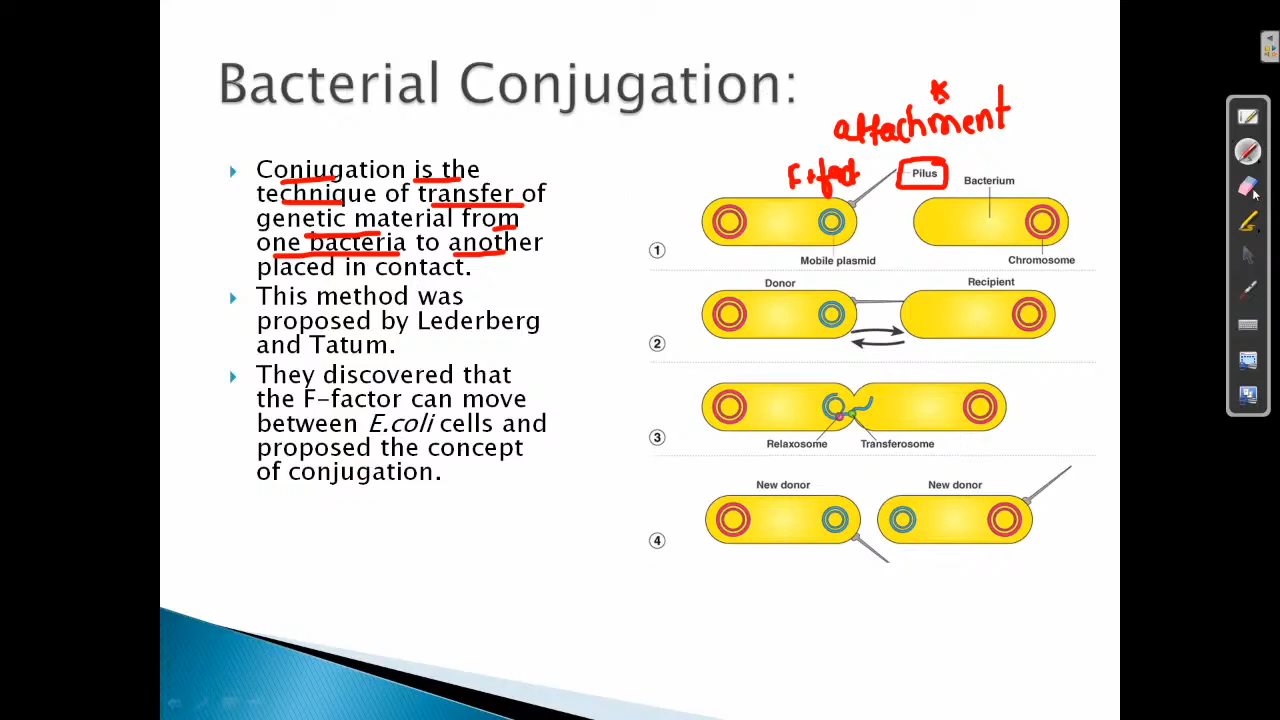 Bacterial Conjugation:
*
attachment
Conjugation is the
technique of transfer of
genetic material from
one bacteria to another
placed in contact.
This method was
proposed by Lederberg
and Tatum.
They discovered that
the F-factor can move
between E.coli cells and
proposed the concept
of conjugation.
F + fact
Pilus
Bacterium
1
Mobile plasmid
Chromosome
Donor
Recipient
2
3
Relaxosome
Transferosome
New donor
New donor
4